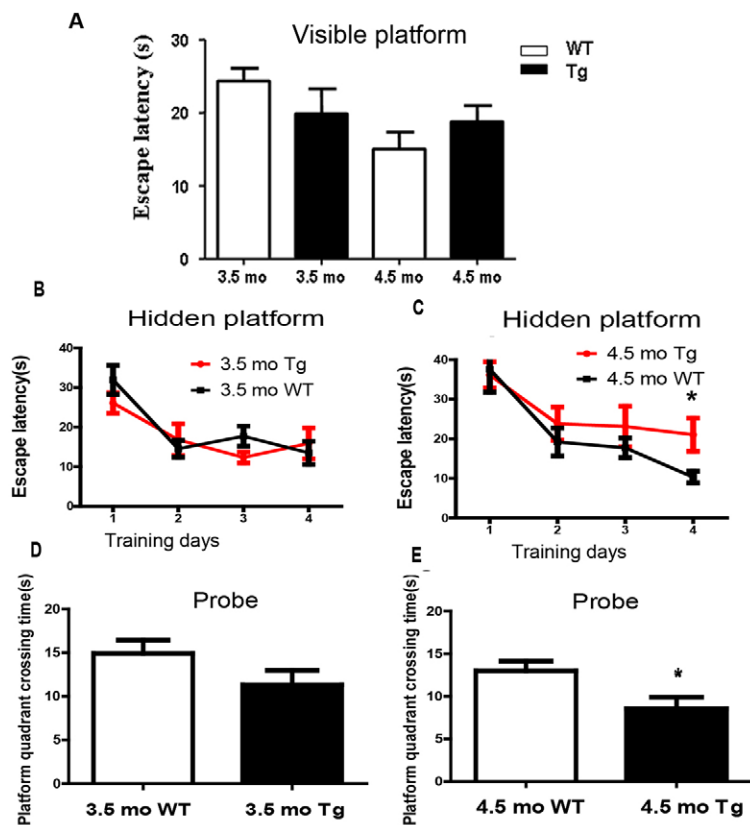 A
Visible platform
WT
Tg
Escape latency (s)
30
20
10
0
3.5 mo 3.5 mo 4.5 mo 4.5 mo
B
Hidden platform
3.5 mo Tg
3.5 mo WT
Escape latency(s)
40
30
20
10
0
1 2 3 4
Training days
C
Hidden platform
4.5 mo Tg
4.5 mo WT
*
Escape latency(s)
40
30
20
10
0
1 2 3 4
Training days
D
Probe
Platform quadrant crossing time(s)
20
15
10
5
0
3.5 mo WT 3.5 mo Tg
E
Probe
*
Platform quadrant crossing time(s)
20
15
10
5
0
4.5 mo WT 4.5 mo Tg